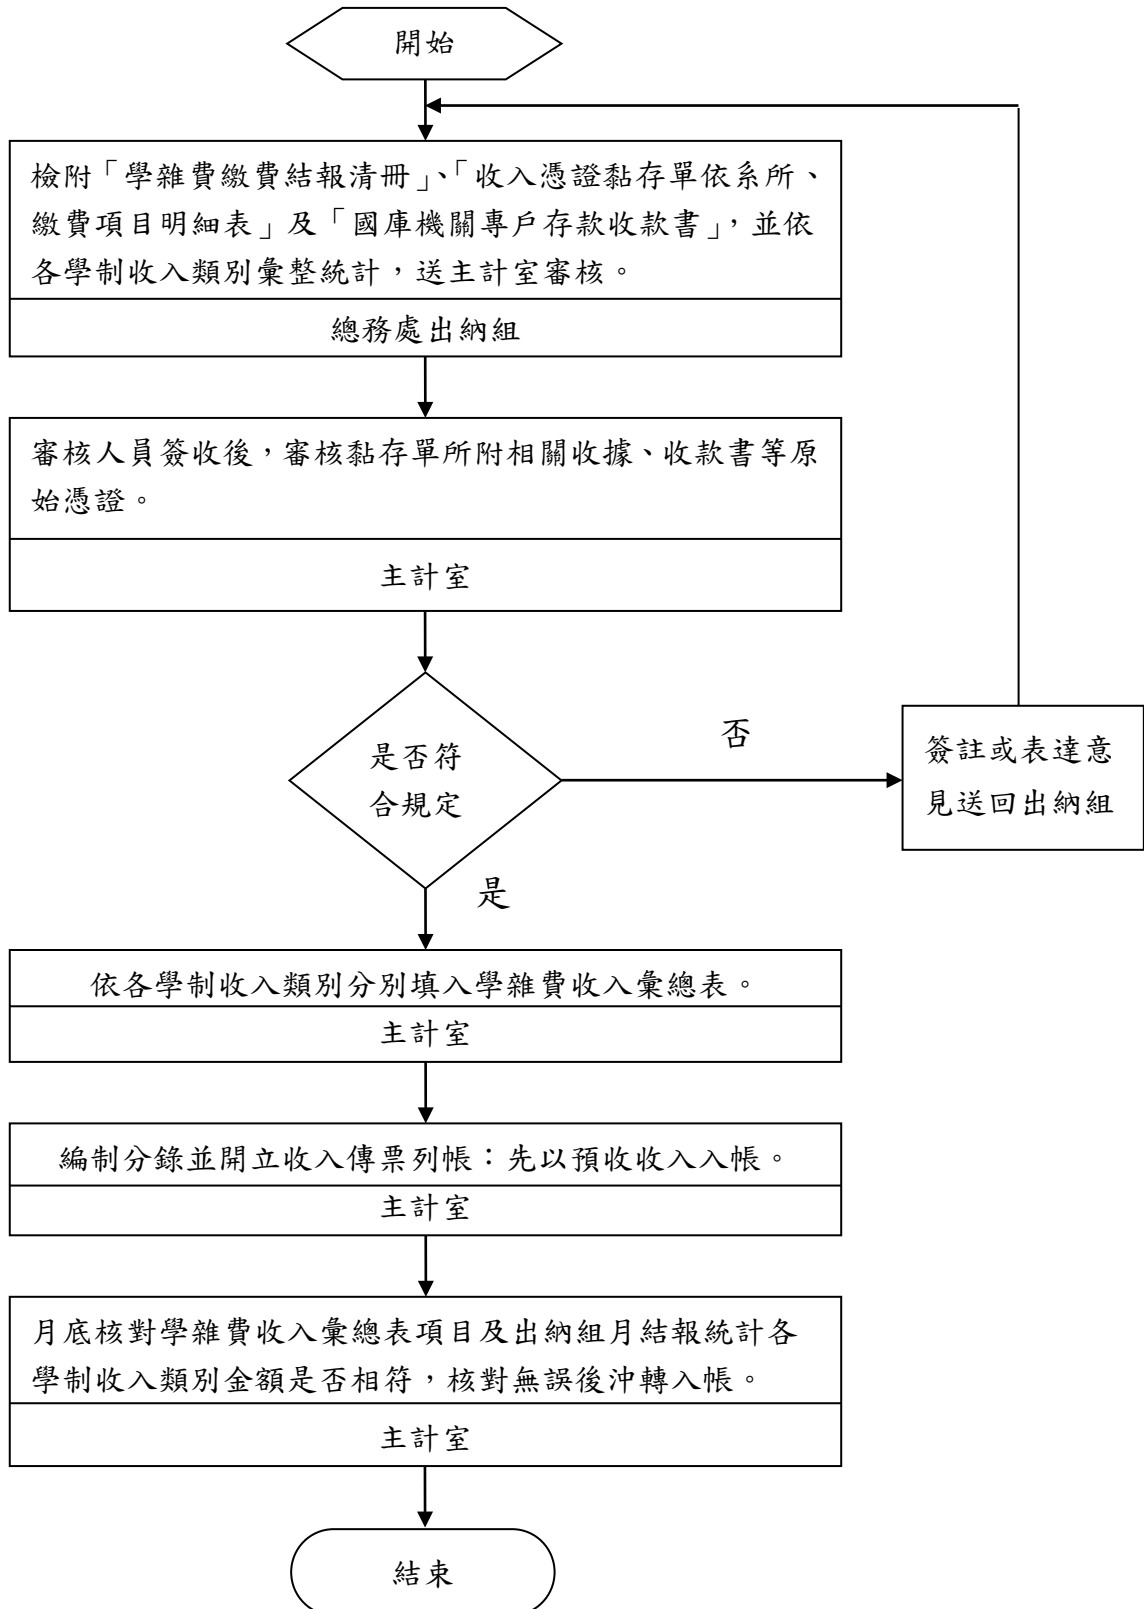 開始
檢附「學雜費繳費結報清冊」、「收入憑證黏存單依系所、
繳費項目明細表」及「國庫機關專戶存款收款書」，並依
各學制收入類別彙整統計，送主計室審核。
總務處出納組
審核人員簽收後，審核黏存單所附相關收據、收款書等原
始憑證。
主計室
是否符
合規定
否
簽註或表達意
見送回出納組
是
依各學制收入類別分別填入學雜費收入彙總表。
主計室
編制分錄並開立收入傳票列帳：先以預收收入入帳。
主計室
月底核對學雜費收入彙總表項目及出納組月結報統計各
學制收入類別金額是否相符，核對無誤後沖轉入帳。
主計室
結束